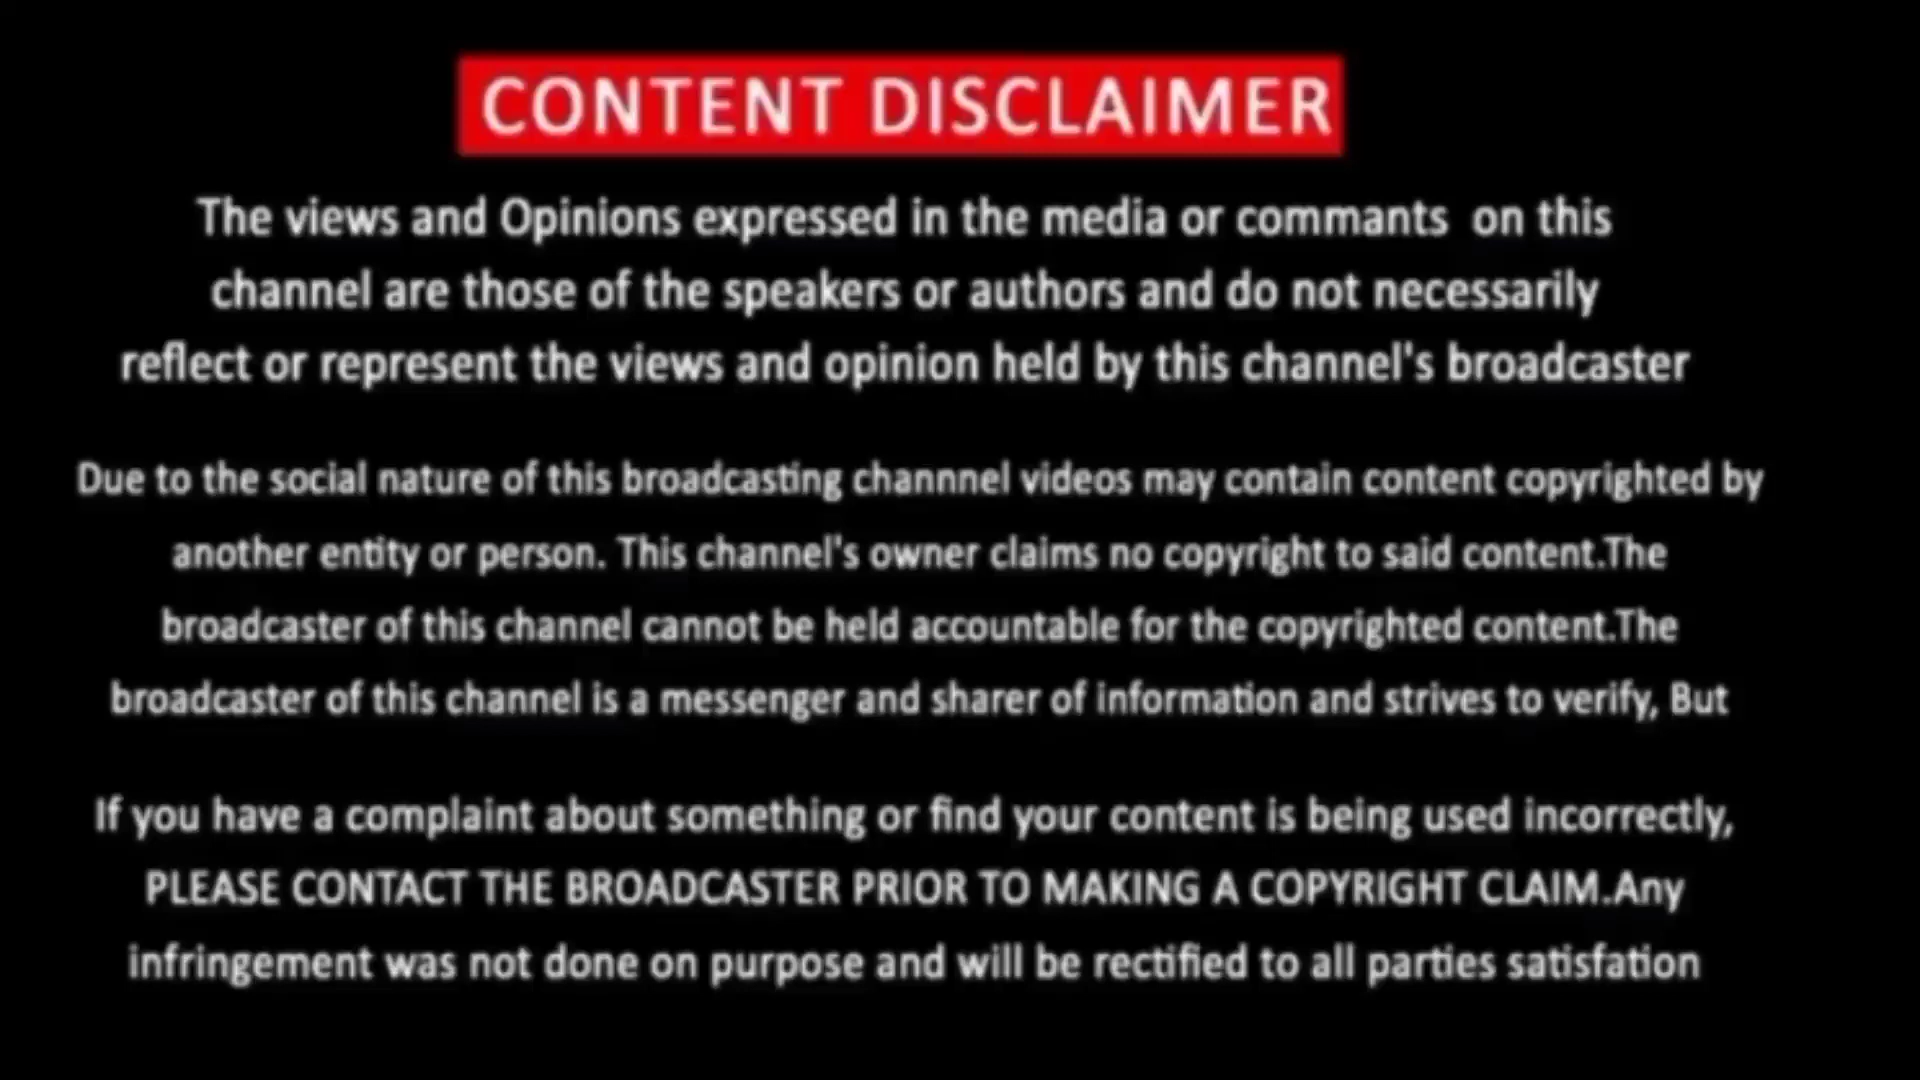 CONTENT DISCLAIMER
The views and Opinions expressed in the media or commants on this
channel are those of the speakers or authors and do not necessarily
reflect or represent the views and opinion held by this channel's broadcaster
Due to the social nature of this broadcasting channnel videos may contain content copyrighted by
another entity or person. This channel's owner claims no copyright to said content.The
broadcaster of this channel cannot be held accountable for the copyrighted content.The
broadcaster of this channel is a messenger and sharer of information and strives to verify, But
If you have a complaint about something or find your content is being used incorrectly,
PLEASE CONTACT THE BROADCASTER PRIOR TO MAKING A COPYRIGHT CLAIM.Any
infringement was not done on purpose and will be rectified to all parties satisfation